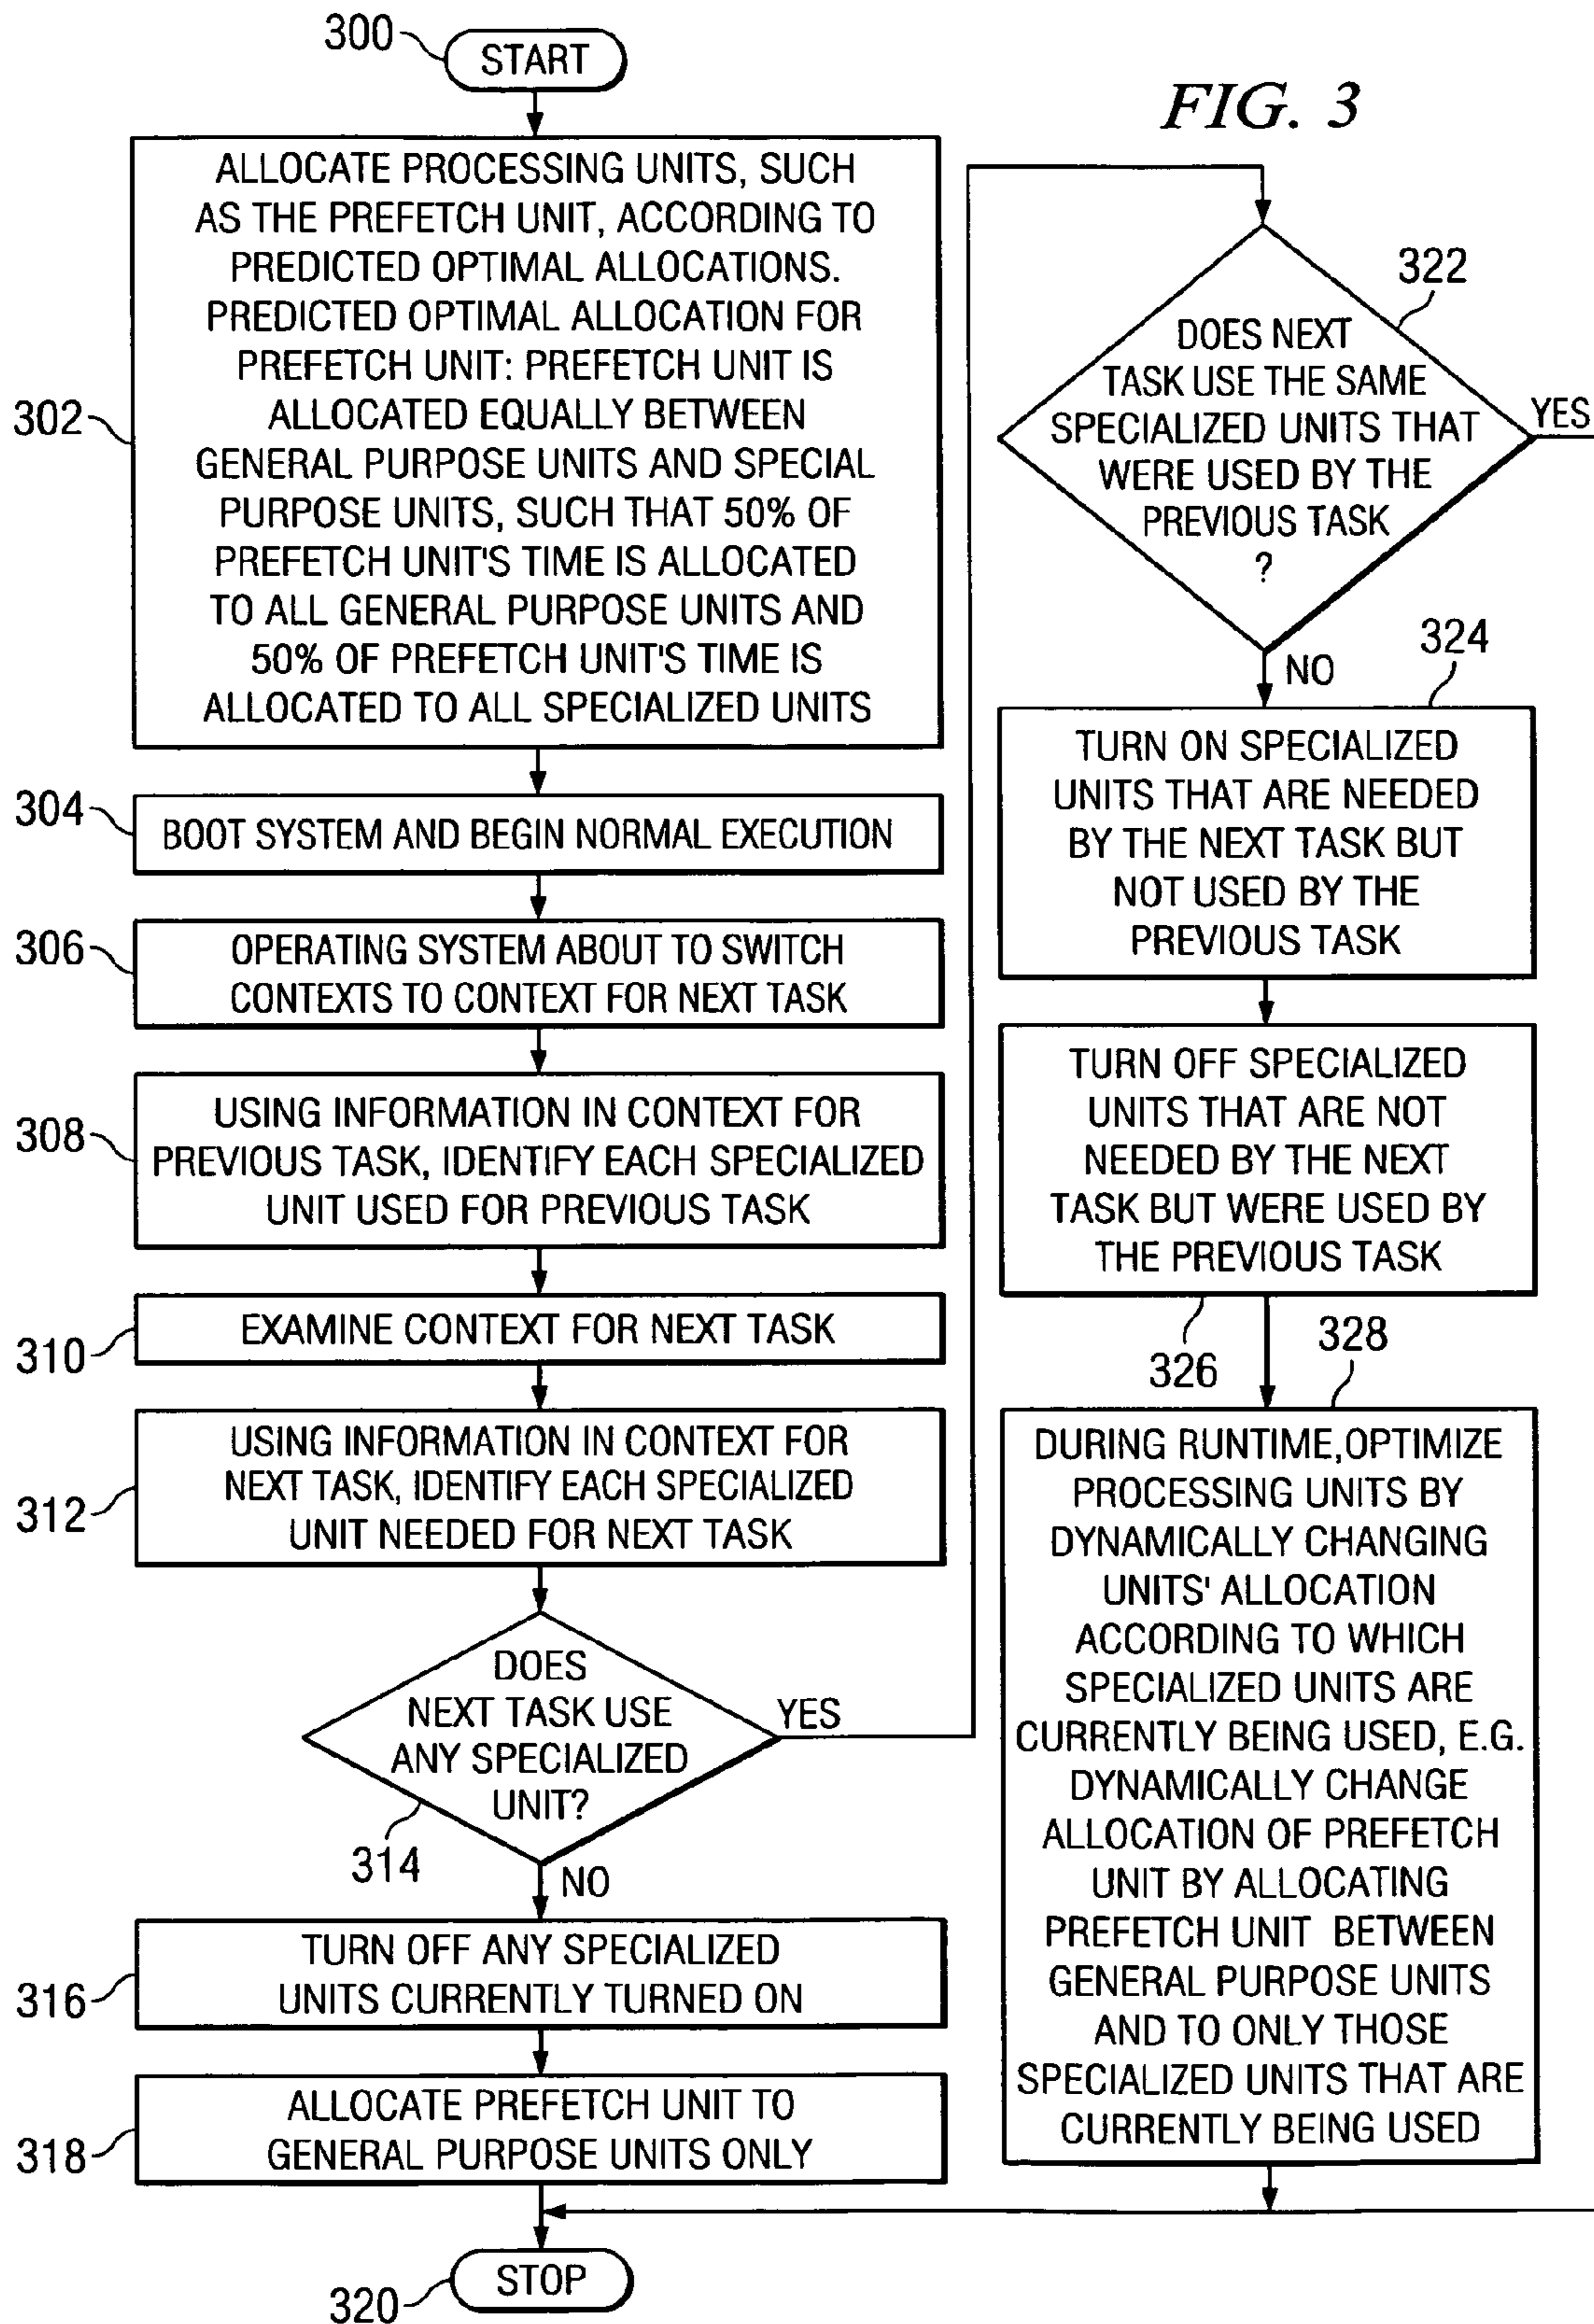 300
START
FIG. 3
302
ALLOCATE PROCESSING UNITS, SUCH
AS THE PREFETCH UNIT, ACCORDING TO
PREDICTED OPTIMAL ALLOCATIONS.
PREDICTED OPTIMAL ALLOCATION FOR
PREFETCH UNIT: PREFETCH UNIT IS
ALLOCATED EQUALLY BETWEEN
GENERAL PURPOSE UNITS AND SPECIAL
PURPOSE UNITS, SUCH THAT 50% OF
PREFETCH UNIT'S TIME IS ALLOCATED
TO ALL GENERAL PURPOSE UNITS AND
50% OF PREFETCH UNIT'S TIME IS
ALLOCATED TO ALL SPECIALIZED UNITS
304
BOOT SYSTEM AND BEGIN NORMAL EXECUTION
306
OPERATING SYSTEM ABOUT TO SWITCH
CONTEXTS TO CONTEXT FOR NEXT TASK
308
USING INFORMATION IN CONTEXT FOR
PREVIOUS TASK, IDENTIFY EACH SPECIALIZED
UNIT USED FOR PREVIOUS TASK
310
EXAMINE CONTEXT FOR NEXT TASK
312
USING INFORMATION IN CONTEXT FOR
NEXT TASK, IDENTIFY EACH SPECIALIZED
UNIT NEEDED FOR NEXT TASK
DOES
NEXT TASK USE
ANY SPECIALIZED
UNIT?
YES
314
NO
316
TURN OFF ANY SPECIALIZED
UNITS CURRENTLY TURNED ON
318
ALLOCATE PREFETCH UNIT TO
GENERAL PURPOSE UNITS ONLY
320
STOP
322
DOES NEXT
TASK USE THE SAME
SPECIALIZED UNITS THAT
WERE USED BY THE
PREVIOUS TASK
?
YES
NO
324
TURN ON SPECIALIZED
UNITS THAT ARE NEEDED
BY THE NEXT TASK BUT
NOT USED BY THE
PREVIOUS TASK
TURN OFF SPECIALIZED
UNITS THAT ARE NOT
NEEDED BY THE NEXT
TASK BUT WERE USED BY
THE PREVIOUS TASK
326
328
DURING RUNTIME,OPTIMIZE
PROCESSING UNITS BY
DYNAMICALLY CHANGING
UNITS' ALLOCATION
ACCORDING TO WHICH
SPECIALIZED UNITS ARE
CURRENTLY BEING USED, E.G.
DYNAMICALLY CHANGE
ALLOCATION OF PREFETCH
UNIT BY ALLOCATING
PREFETCH UNIT BETWEEN
GENERAL PURPOSE UNITS
AND TO ONLY THOSE
SPECIALIZED UNITS THAT ARE
CURRENTLY BEING USED